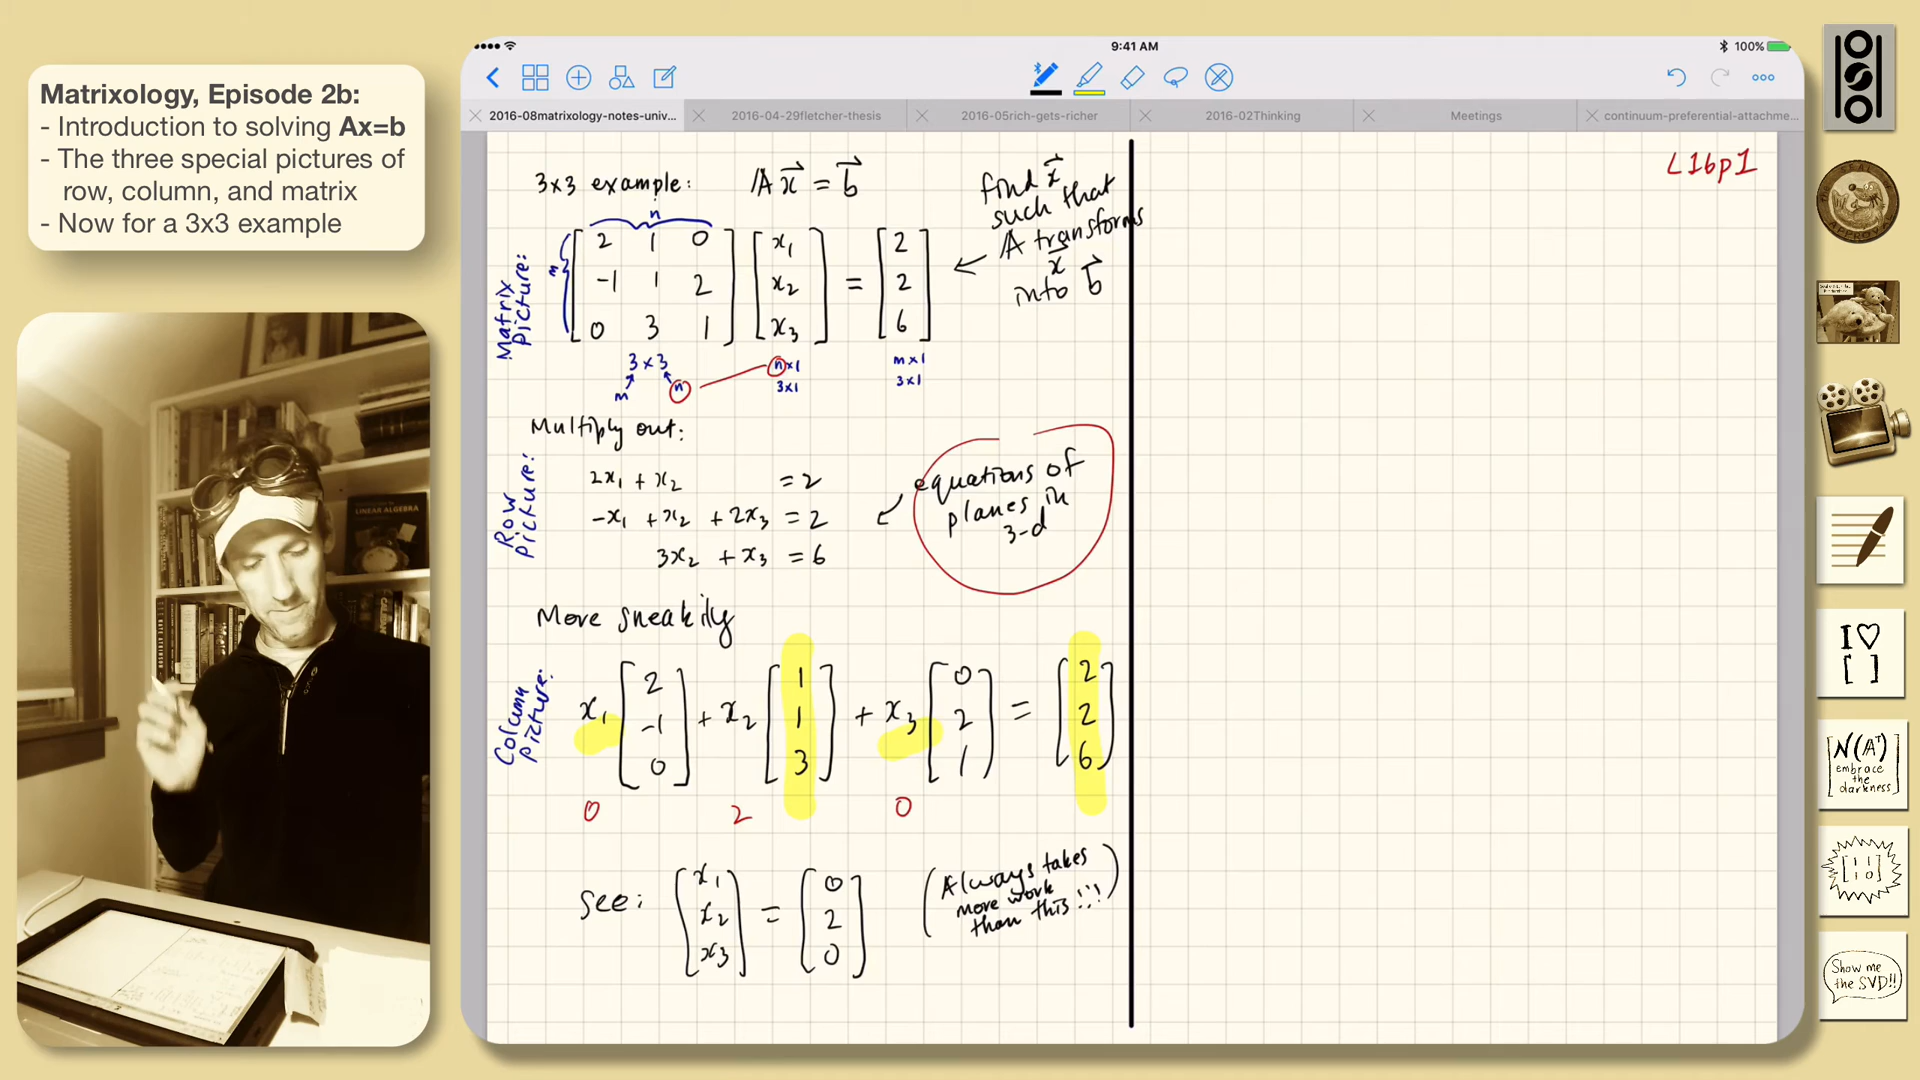 Matrixology, Episode 2b:
- Introduction to solving Ax=b
- The three special pictures of
row, column, and matrix
- Now for a 3x3 example
9:41 AM
100%
2016-08matrixology-notes-univ...
2016-04-29fletcher-thesis
2016-05rich-gets-richer
2016-02Thinking
Meetings
continuum-preferential-attachme...
L16p1
3x3 example: A x⃗ = b⃗
find x⃗
such that
A transforms
x⃗
into b⃗
Matrix picture:
n
m
[ 2 1 0 ] [ x₁ ] [ 2 ]
[ -1 1 2 ] [ x₂ ] = [ 2 ]
[ 0 3 1 ] [ x₃ ] [ 6 ]
3x3 n×1 m×1
m n 3x1 3x1
Multiply out:
Row picture:
2x₁ + x₂ = 2
-x₁ + x₂ + 2x₃ = 2
3x₂ + x₃ = 6
equations of
planes in
3-d
More sneakily
Column picture:
x₁ [ 2 ] + x₂ [ 1 ] + x₃ [ 0 ] = [ 2 ]
[ -1 ] [ 1 ] [ 2 ] [ 2 ]
[ 0 ] [ 3 ] [ 1 ] [ 6 ]
0 2 0
See: [ x₁ ] = [ 0 ]
[ x₂ ] [ 2 ]
[ x₃ ] [ 0 ]
(Always takes
more work
than this!!!)
LINEAR ALGEBRA
I ♡
[ ]
N(Aᵀ)
embrace
the
darkness
[ 1 1 ]
[ 1 0 ]
Show me
the SVD!!